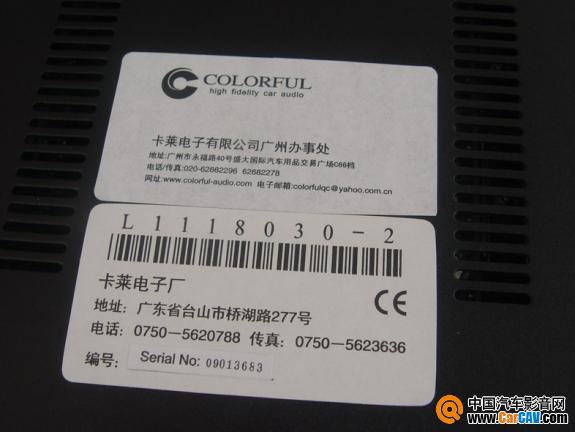 COLORFUL
high fidelity car audio
卡莱电子有限公司广州办事处
地址:广州市永福路40号盛大国际汽车用品交易广场C66档
电话/传真:020-62682296 62682278
网址:www.colorful-audio.com 电子邮箱:colorfulqc@yahoo.com.cn
L1118030-2
卡莱电子厂
CE
地址: 广东省台山市桥湖路277号
电话: 0750-5620788 传真: 0750-5623636
编号: Serial No: 09013683
中国汽车影音网
www.CarCAV.com